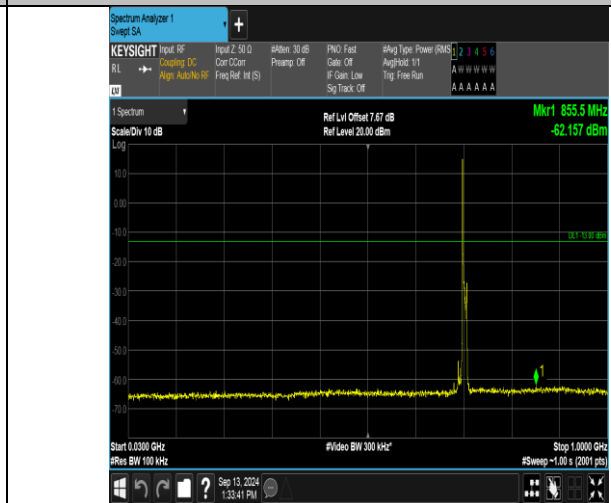 Spectrum Analyzer 1
Swept SA
+
KEYSIGHT Input: RF Input Z: 50 Ω #Atten: 30 dB PNO: Fast #Avg Type: Power (RMS 1 2 3 4 5 6
RL Coupling: DC Corr CCorr Preamp: Off Gate: Off Avg|Hold: 1/1 A W W W W W
Align: Auto/No RF Freq Ref: Int (S) IF Gain: Low Trig: Free Run
Sig Track: Off A A A A A A
1 Spectrum Ref Lvl Offset 7.67 dB Mkr1 855.5 MHz
Scale/Div 10 dB Ref Level 20.00 dBm -62.157 dBm
Log
10.0
0.00
-10.0
DL1 -13.00 dBm
-20.0
-30.0
-40.0
-50.0
1
-60.0
-70.0
Start 0.0300 GHz #Video BW 300 kHz* Stop 1.0000 GHz
#Res BW 100 kHz #Sweep ~1.00 s (2001 pts)
? Sep 13, 2024
1:33:41 PM